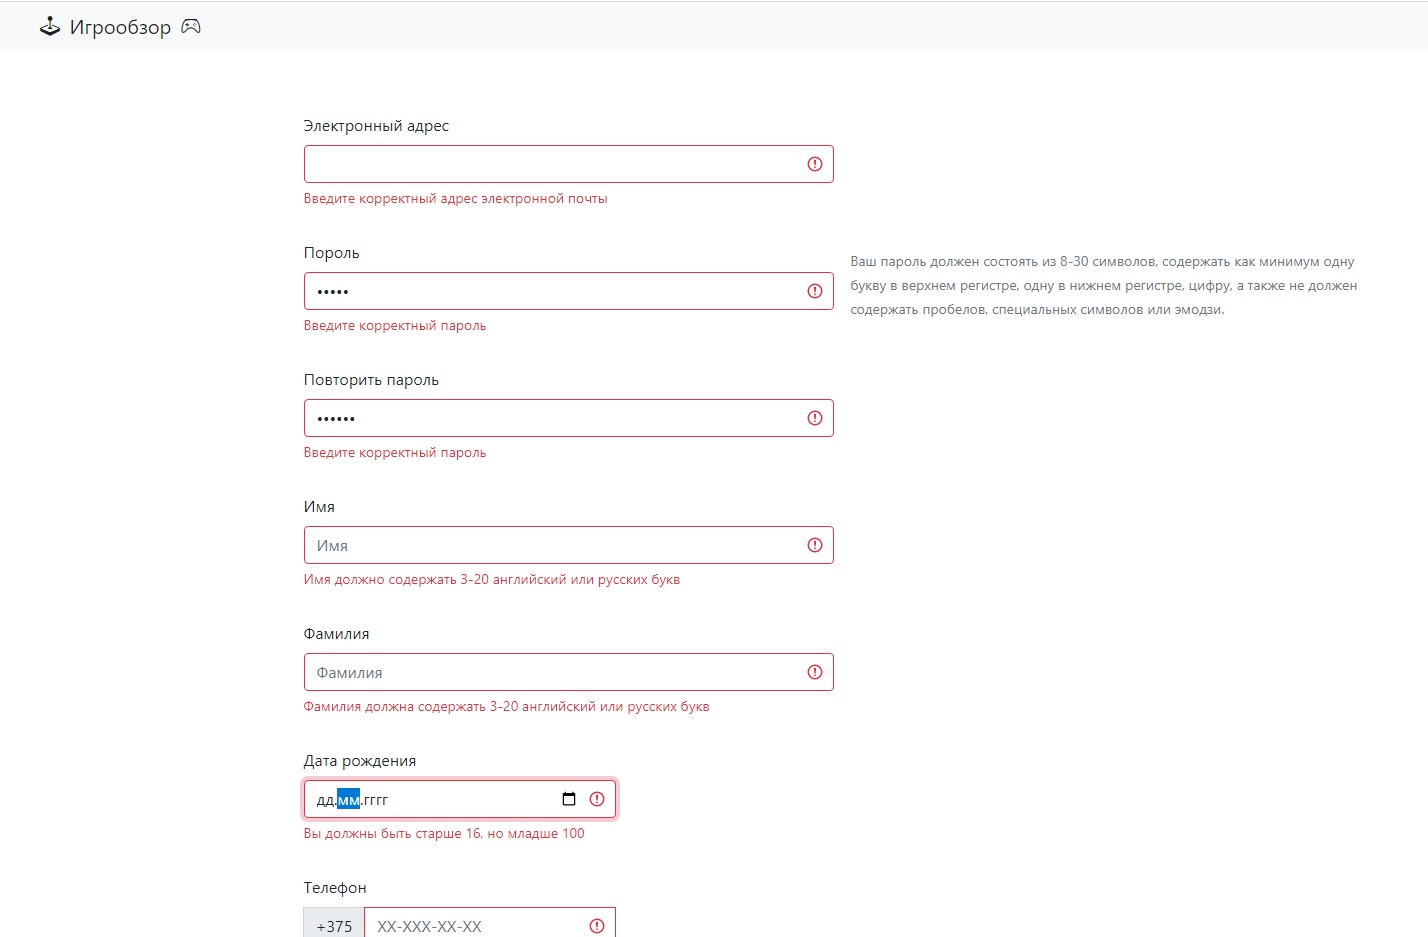 Игрообзор
Электронный адрес
Введите корректный адрес электронной почты
Пороль
•••••
Введите корректный пароль
Ваш пароль должен состоять из 8-30 символов, содержать как минимум одну
букву в верхнем регистре, одну в нижнем регистре, цифру, а также не должен
содержать пробелов, специальных символов или эмодзи.
Повторить пароль
••••••
Введите корректный пароль
Имя
Имя
Имя должно содержать 3-20 английский или русских букв
Фамилия
Фамилия
Фамилия должна содержать 3-20 английский или русских букв
Дата рождения
дд.мм.гггг
Вы должны быть старше 16, но младше 100
Телефон
+375 XX-XXX-XX-XX